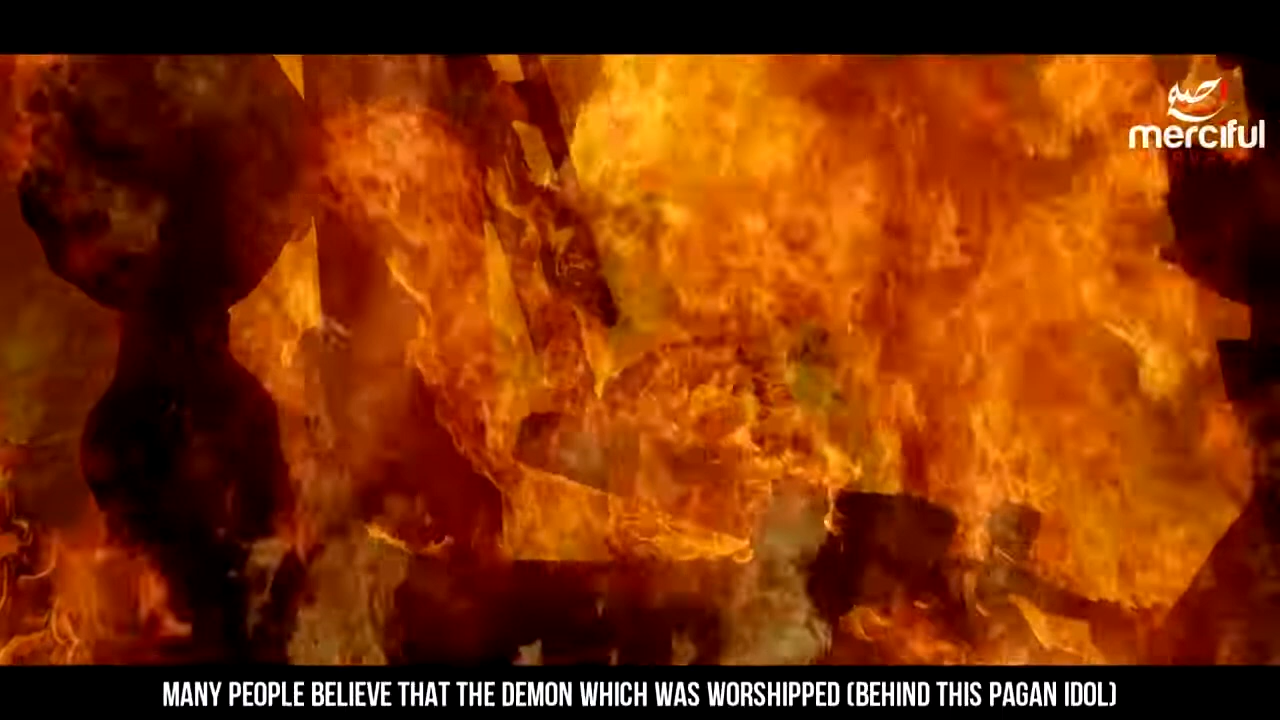 merciful
MANY PEOPLE BELIEVE THAT THE DEMON WHICH WAS WORSHIPPED (BEHIND THIS PAGAN IDOL)